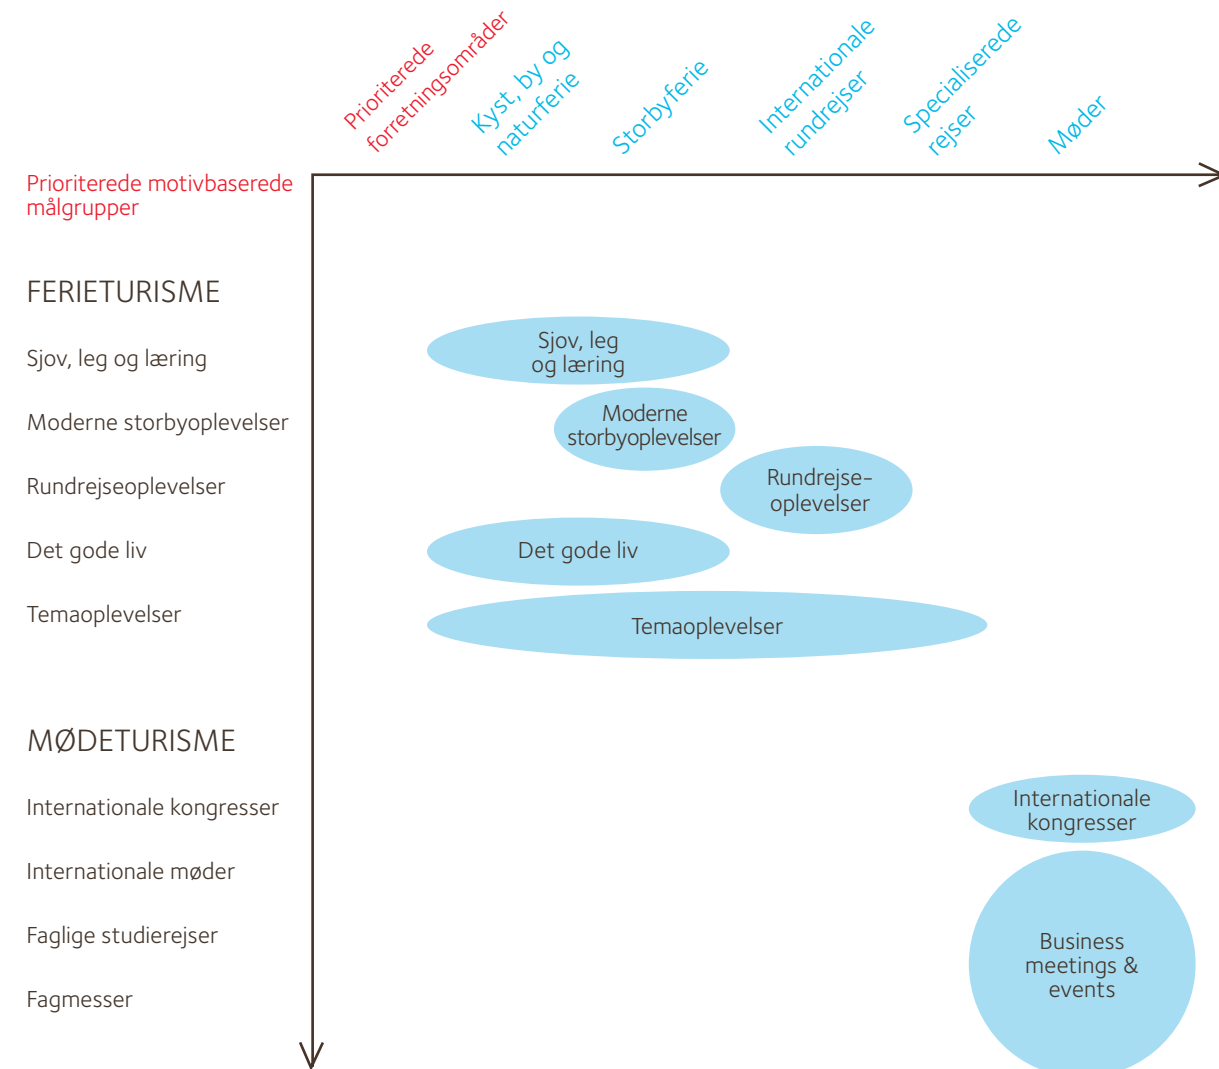 Prioriterede
forretningsområder
Kyst, by og
naturferie
Storbyferie
Internationale
rundrejser
Specialiserede
rejser
Møder
Prioriterede motivbaserede
målgrupper
FERIETURISME
Sjov, leg og læring
Sjov, leg
og læring
Moderne storbyoplevelser
Moderne
storbyoplevelser
Rundrejseoplevelser
Rundrejse-
oplevelser
Det gode liv
Det gode liv
Temaoplevelser
Temaoplevelser
MØDETURISME
Internationale kongresser
Internationale
kongresser
Internationale møder
Faglige studierejser
Fagmesser
Business
meetings &
events